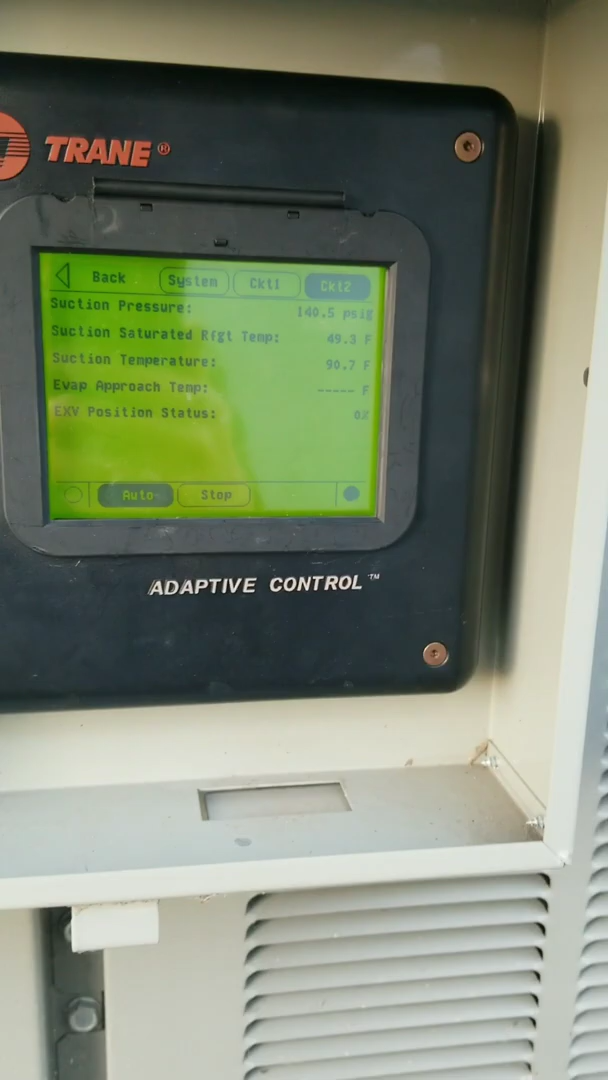 TRANE®
Back System Ckt1 Ckt2
Suction Pressure: 140.5 psig
Suction Saturated Rfgt Temp: 49.3 F
Suction Temperature: 90.7 F
Evap Approach Temp: ----- F
EXV Position Status: 0%
Auto Stop
ADAPTIVE CONTROL™